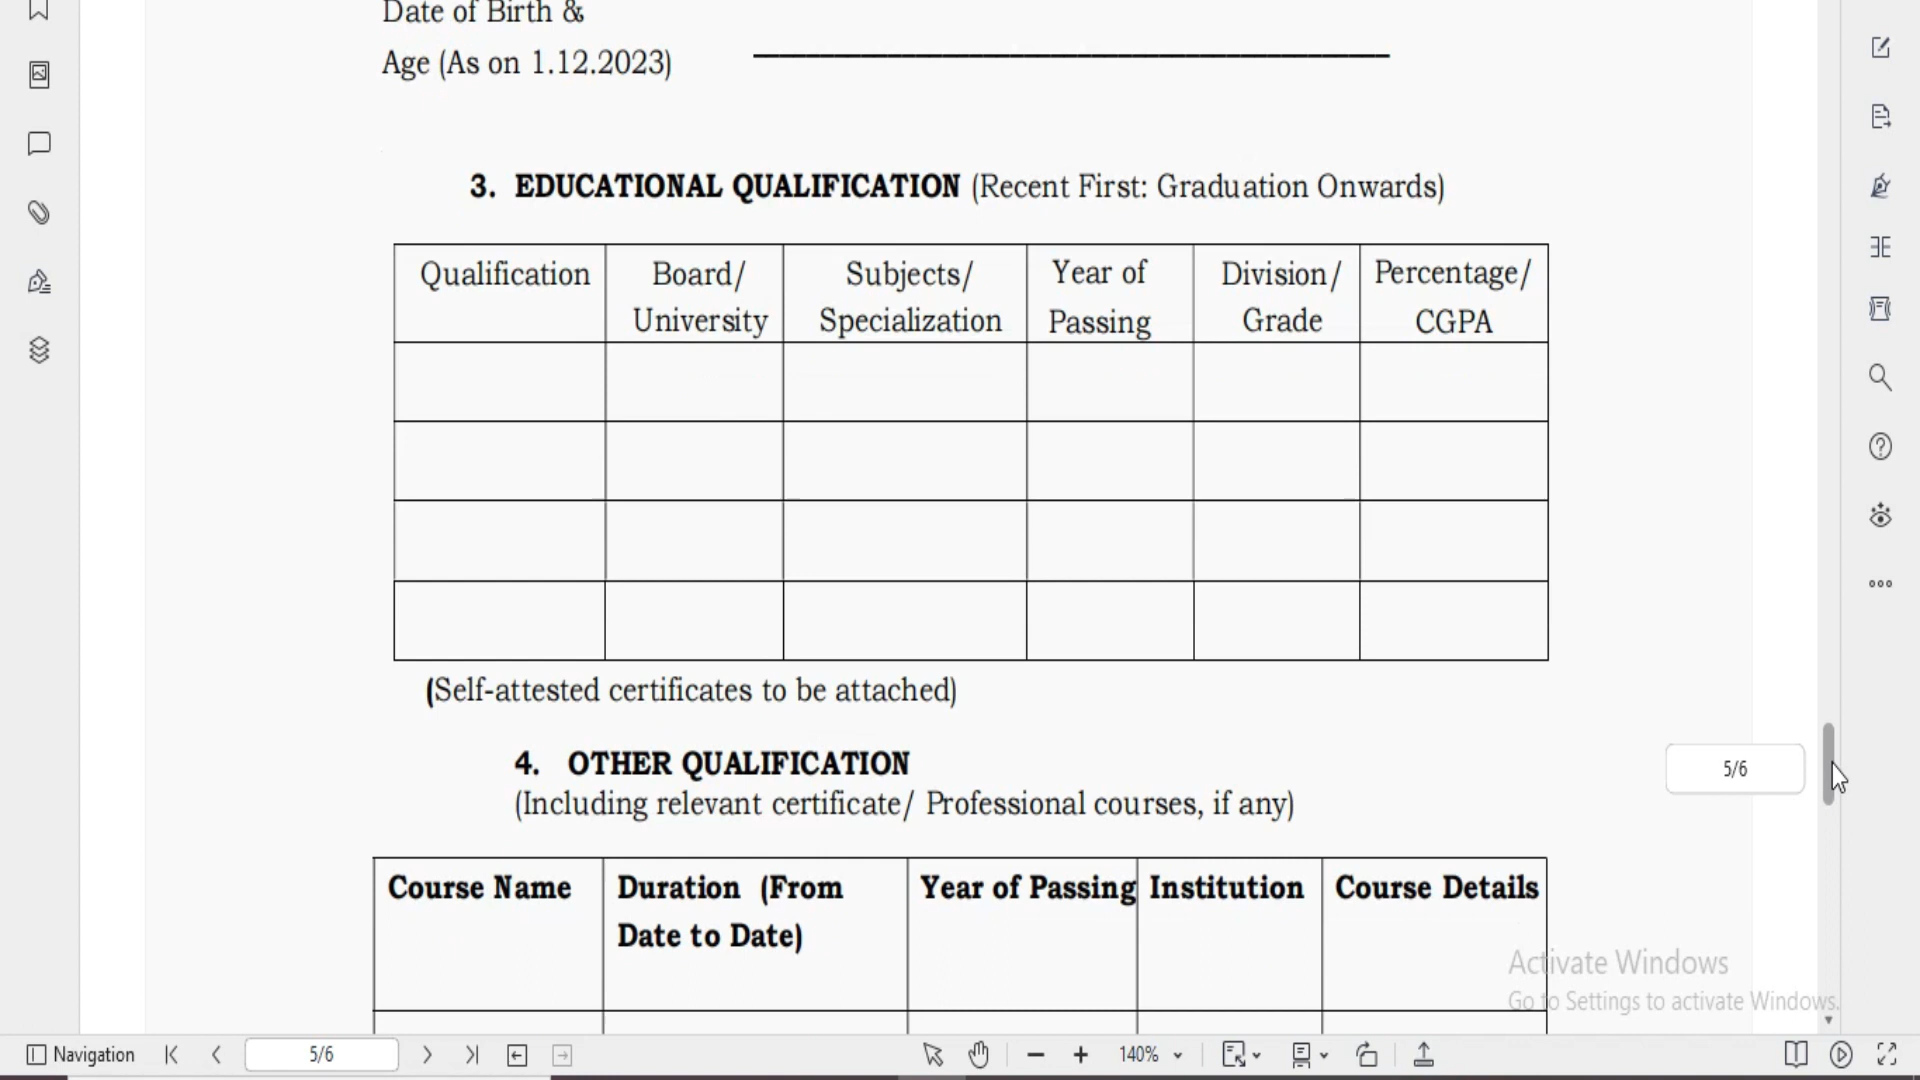 Date of Birth &
Age (As on 1.12.2023)
3. EDUCATIONAL QUALIFICATION (Recent First: Graduation Onwards)
Qualification Board/ Subjects/ Year of Division/ Percentage/
University Specialization Passing Grade CGPA
(Self-attested certificates to be attached)
4. OTHER QUALIFICATION
(Including relevant certificate/ Professional courses, if any)
5/6
Course Name Duration (From Year of Passing Institution Course Details
Date to Date)
Activate Windows
Go to Settings to activate Windows.
Navigation 5/6 140%